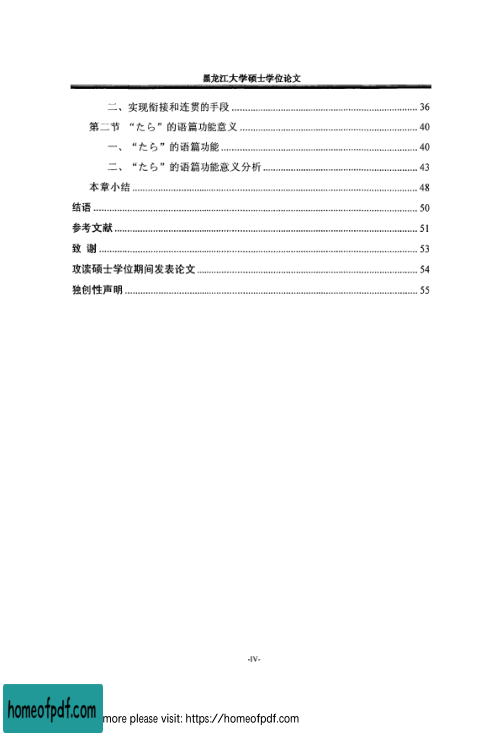 黑龙江大学硕士学位论文
二、实现衔接和连贯的手段 36
第二节 “たら”的语篇功能意义 40
一、“たら”的语篇功能 40
二、“たら”的语篇功能意义分析 43
本章小结 48
结语 50
参考文献 51
致 谢 53
攻读硕士学位期间发表论文 54
独创性声明 55
-IV-
homeofpdf.com
more please visit: https://homeofpdf.com